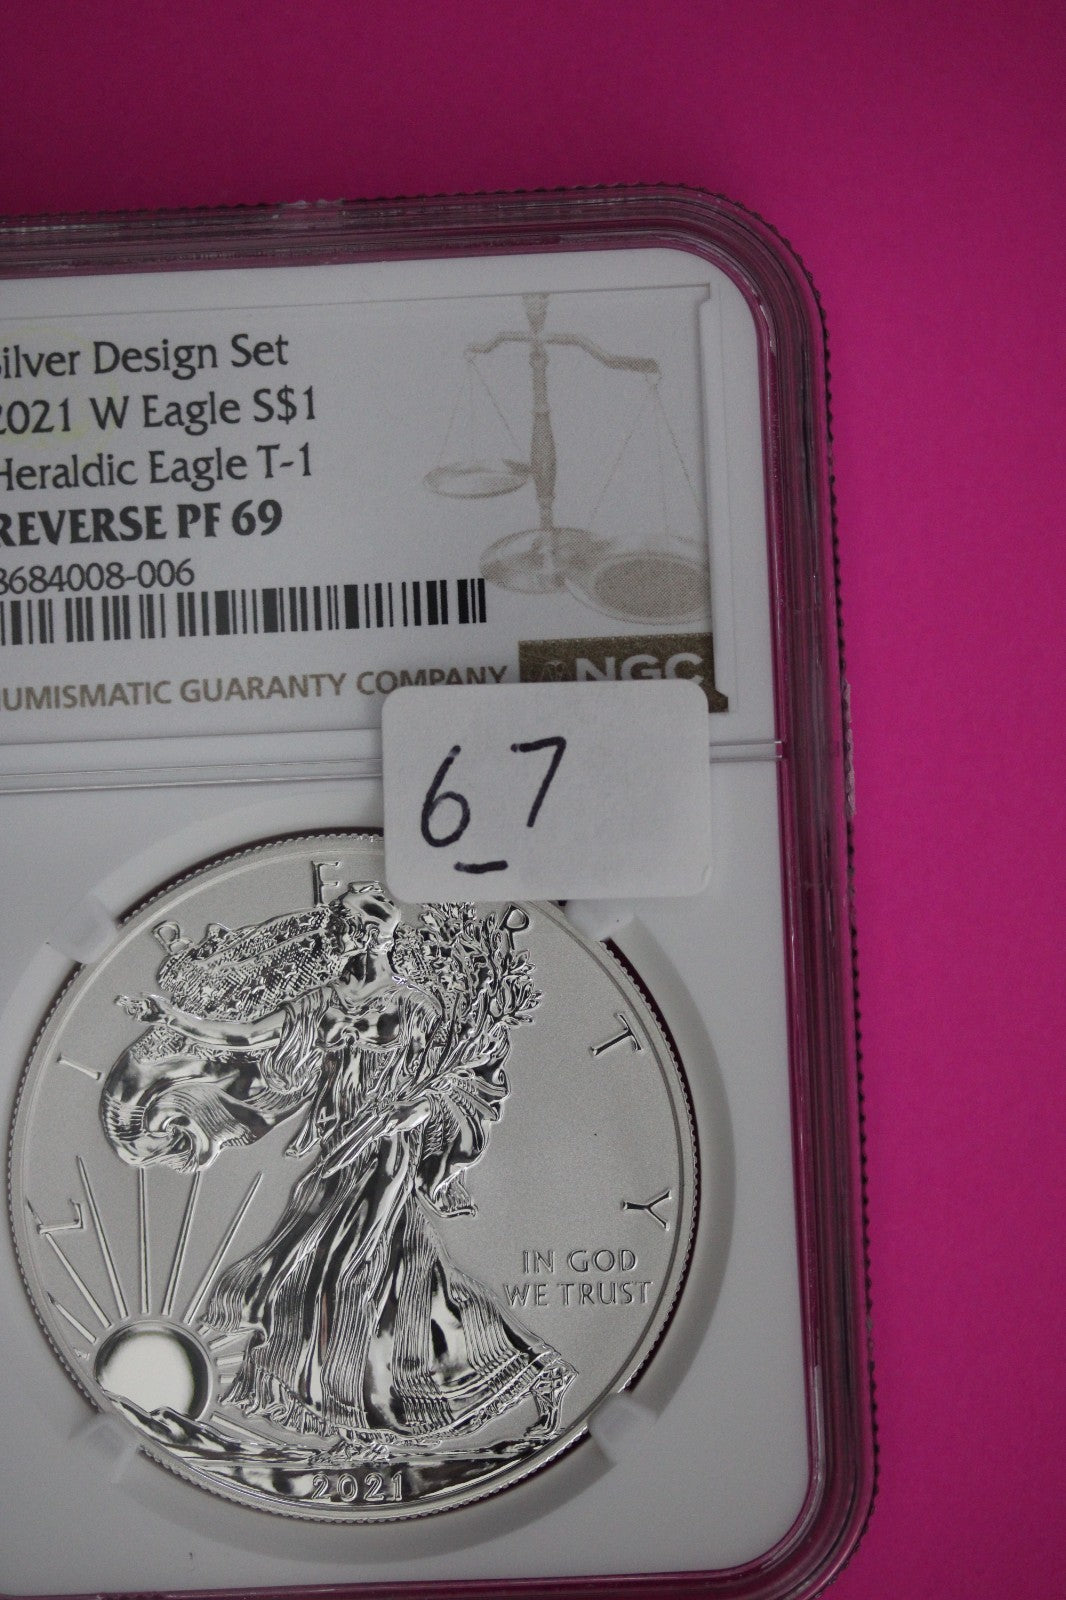 Silver Design Set
2021 W Eagle S$1
Heraldic Eagle T-1
REVERSE PF 69
8684008-006
NUMISMATIC GUARANTY COMPANY
NGC
67
LIBERTY
IN GOD
WE TRUST
2021